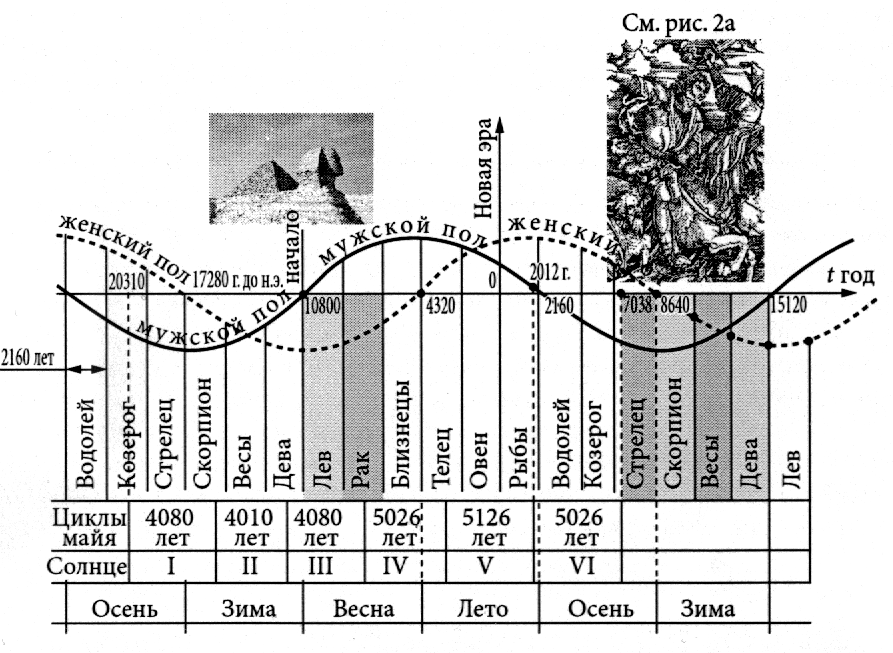 См. рис. 2а
Новая эра
женский пол
начало
мужской пол
женский
20310
17280 г. до н.э.
0
2012 г.
t год
мужской пол
10800
4320
2160
7038
8640
15120
2160 лет
Водолей
Козерог
Стрелец
Скорпион
Весы
Дева
Лев
Рак
Близнецы
Телец
Овен
Рыбы
Водолей
Козерог
Стрелец
Скорпион
Весы
Дева
Лев
Циклы майя 4080 лет 4010 лет 4080 лет 5026 лет 5126 лет 5026 лет
Солнце I II III IV V VI
Осень Зима Весна Лето Осень Зима